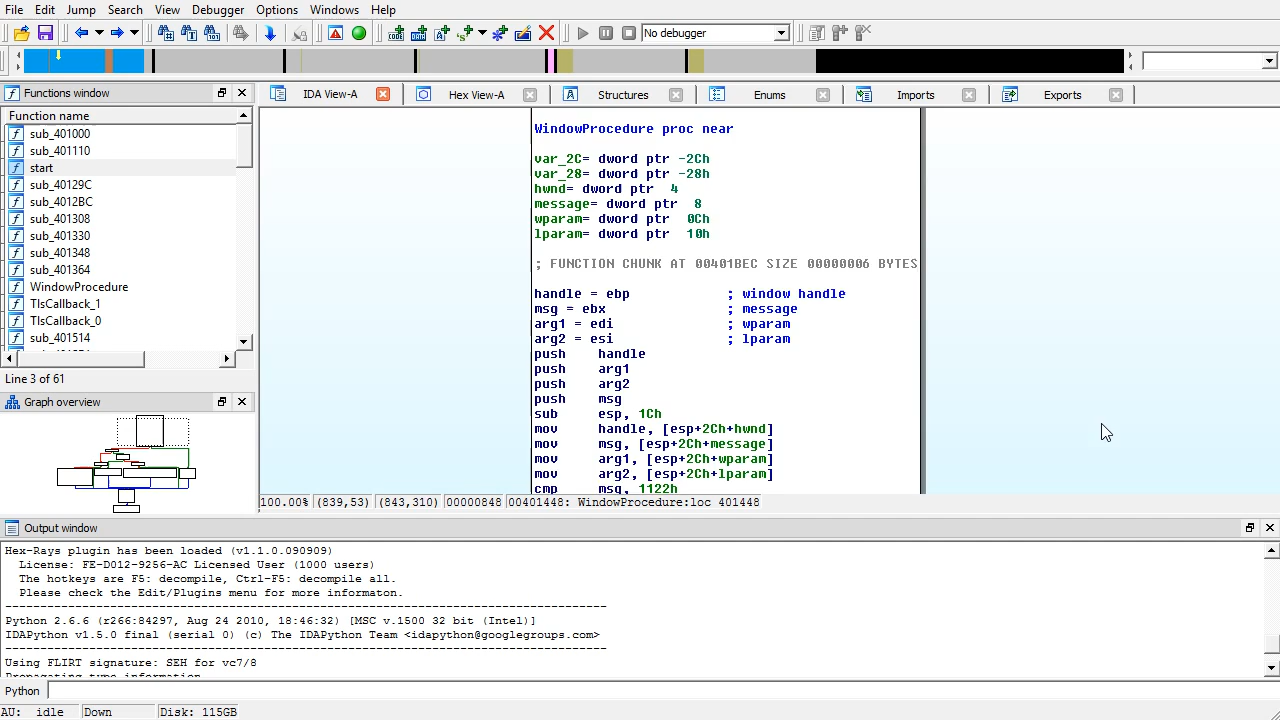 File Edit Jump Search View Debugger Options Windows Help
No debugger
Functions window
IDA View-A Hex View-A Structures Enums Imports Exports
Function name
sub_401000
sub_401110
start
sub_40129C
sub_4012BC
sub_401308
sub_401330
sub_401348
sub_401364
WindowProcedure
TlsCallback_1
TlsCallback_0
sub_401514
Line 3 of 61
Graph overview
WindowProcedure proc near
var_2C= dword ptr -2Ch
var_28= dword ptr -28h
hwnd= dword ptr  4
message= dword ptr  8
wparam= dword ptr  0Ch
lparam= dword ptr  10h
; FUNCTION CHUNK AT 00401BEC SIZE 00000006 BYTES
handle = ebp ; window handle
msg = ebx ; message
arg1 = edi ; wparam
arg2 = esi ; lparam
push handle
push arg1
push arg2
push msg
sub esp, 1Ch
mov handle, [esp+2Ch+hwnd]
mov msg, [esp+2Ch+message]
mov arg1, [esp+2Ch+wparam]
mov arg2, [esp+2Ch+lparam]
cmp msg, 1122h
100.00% (839,53) (843,310) 00000848 00401448: WindowProcedure:loc 401448
Output window
Hex-Rays plugin has been loaded (v1.1.0.090909)
License: FE-D012-9256-AC Licensed User (1000 users)
The hotkeys are F5: decompile, Ctrl-F5: decompile all.
Please check the Edit/Plugins menu for more informaton.
Python 2.6.6 (r266:84297, Aug 24 2010, 18:46:32) [MSC v.1500 32 bit (Intel)]
IDAPython v1.5.0 final (serial 0) (c) The IDAPython Team <idapython@googlegroups.com>
Using FLIRT signature: SEH for vc7/8
Propagating type information
Python
AU: idle Down Disk: 115GB